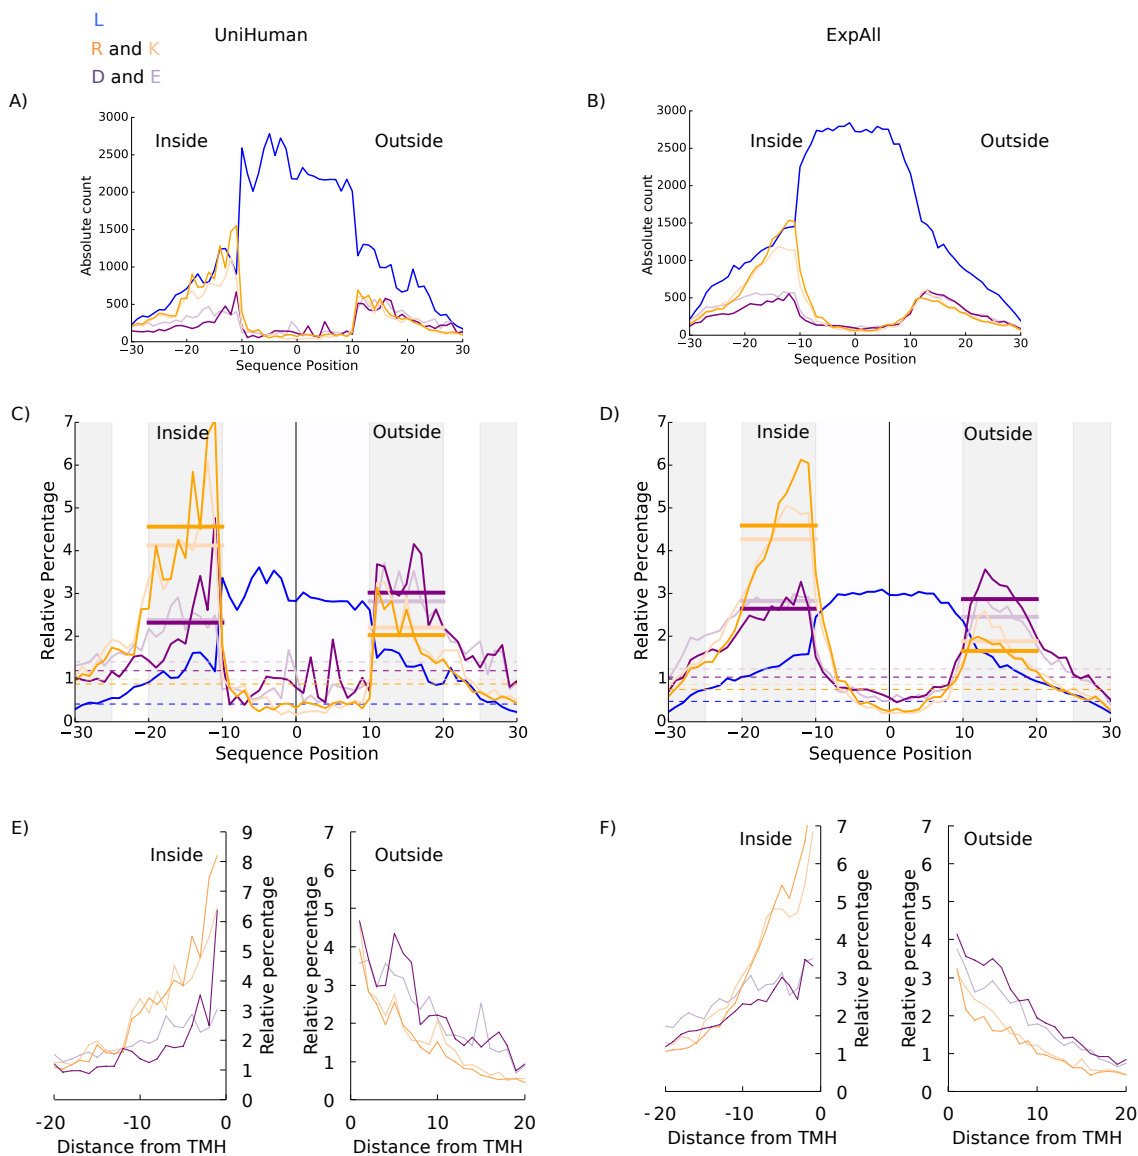 L
R and K
D and E
UniHuman
ExpAll
A)
3000
2500
2000
1500
1000
500
0
Absolute count
Inside
Outside
−30 −20 −10 0 10 20 30
Sequence Position
B)
3000
2500
2000
1500
1000
500
0
Absolute count
Inside
Outside
−30 −20 −10 0 10 20 30
Sequence Position
C)
7
6
5
4
3
2
1
0
Relative Percentage
Inside
Outside
−30 −20 −10 0 10 20 30
Sequence Position
D)
7
6
5
4
3
2
1
0
Relative Percentage
Inside
Outside
−30 −20 −10 0 10 20 30
Sequence Position
E)
Inside
9
8
7
6
5
4
3
2
1
0
Relative percentage
-20 -10 0
Distance from TMH
7
6
5
4
3
2
1
0
Relative percentage
Outside
0 10 20
Distance from TMH
F)
Inside
7
6
5
4
3
2
1
0
Relative percentage
-20 -10 0
Distance from TMH
7
6
5
4
3
2
1
0
Relative percentage
Outside
0 10 20
Distance from TMH